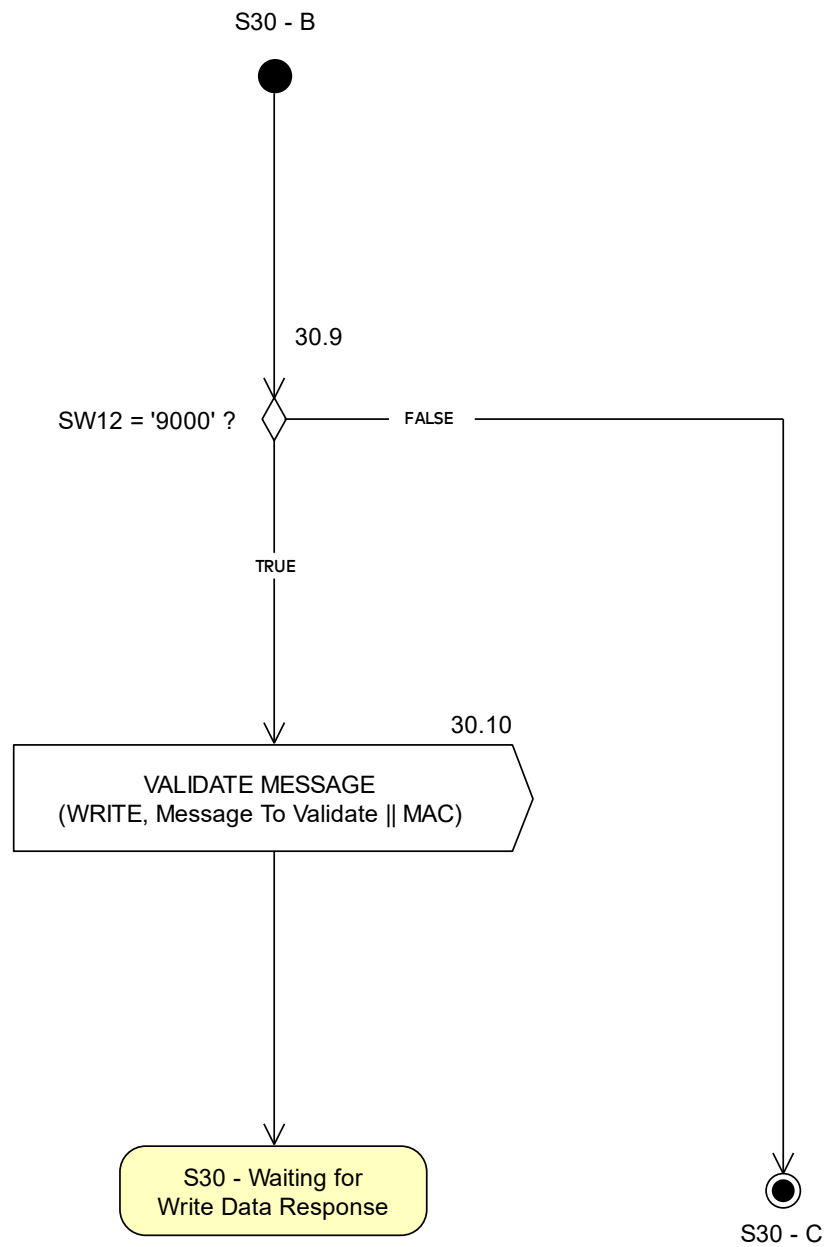 S30 - B
30.9
SW12 = '9000' ?
FALSE
TRUE
30.10
VALIDATE MESSAGE
(WRITE, Message To Validate || MAC)
S30 - Waiting for
Write Data Response
S30 - C